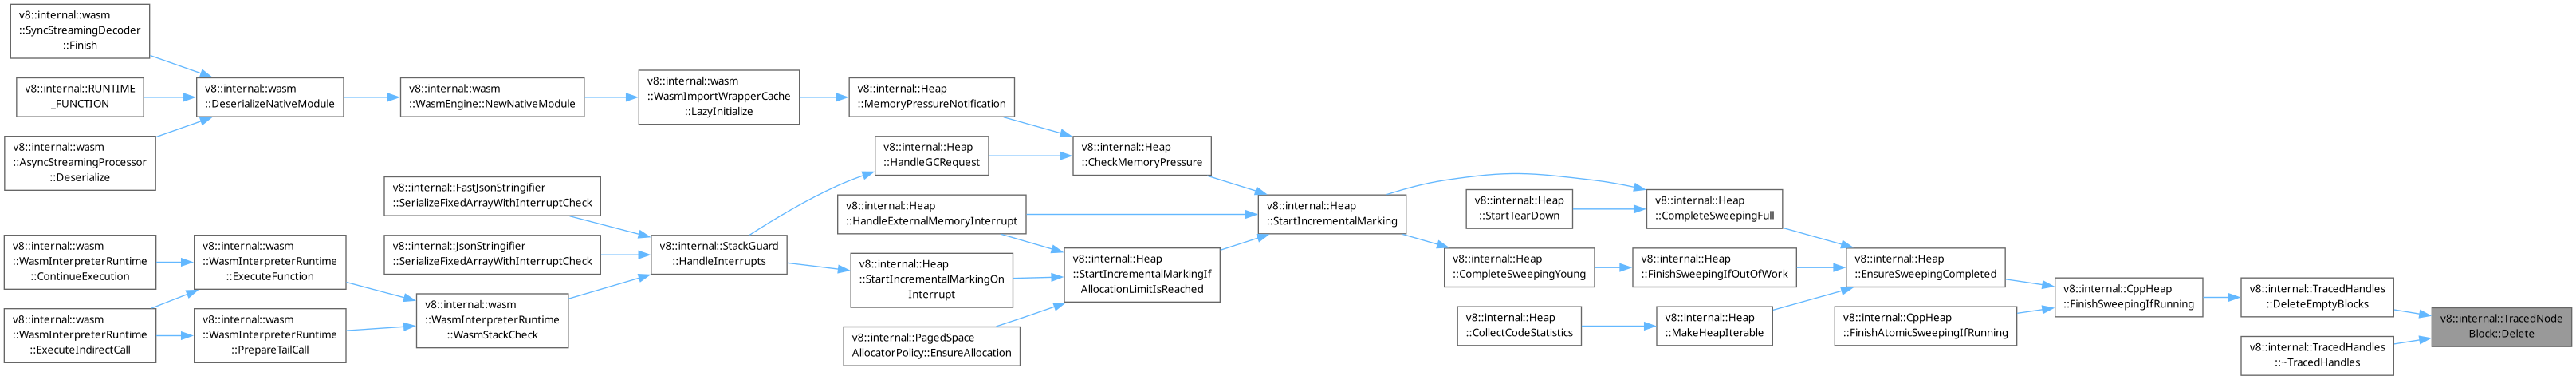 v8::internal::wasm
::SyncStreamingDecoder
::Finish
v8::internal::RUNTIME
_FUNCTION
v8::internal::wasm
::AsyncStreamingProcessor
::Deserialize
v8::internal::wasm
::DeserializeNativeModule
v8::internal::wasm
::WasmEngine::NewNativeModule
v8::internal::wasm
::WasmImportWrapperCache
::LazyInitialize
v8::internal::Heap
::MemoryPressureNotification
v8::internal::Heap
::HandleGCRequest
v8::internal::Heap
::CheckMemoryPressure
v8::internal::FastJsonStringifier
::SerializeFixedArrayWithInterruptCheck
v8::internal::JsonStringifier
::SerializeFixedArrayWithInterruptCheck
v8::internal::wasm
::WasmInterpreterRuntime
::ContinueExecution
v8::internal::wasm
::WasmInterpreterRuntime
::ExecuteIndirectCall
v8::internal::wasm
::WasmInterpreterRuntime
::ExecuteFunction
v8::internal::wasm
::WasmInterpreterRuntime
::PrepareTailCall
v8::internal::wasm
::WasmInterpreterRuntime
::WasmStackCheck
v8::internal::StackGuard
::HandleInterrupts
v8::internal::Heap
::HandleExternalMemoryInterrupt
v8::internal::Heap
::StartIncrementalMarkingOn
Interrupt
v8::internal::PagedSpace
AllocatorPolicy::EnsureAllocation
v8::internal::Heap
::StartIncrementalMarkingIf
AllocationLimitIsReached
v8::internal::Heap
::StartIncrementalMarking
v8::internal::Heap
::StartTearDown
v8::internal::Heap
::CompleteSweepingYoung
v8::internal::Heap
::CollectCodeStatistics
v8::internal::Heap
::CompleteSweepingFull
v8::internal::Heap
::FinishSweepingIfOutOfWork
v8::internal::Heap
::MakeHeapIterable
v8::internal::Heap
::EnsureSweepingCompleted
v8::internal::CppHeap
::FinishAtomicSweepingIfRunning
v8::internal::CppHeap
::FinishSweepingIfRunning
v8::internal::TracedHandles
::DeleteEmptyBlocks
v8::internal::TracedHandles
::~TracedHandles
v8::internal::TracedNode
Block::Delete